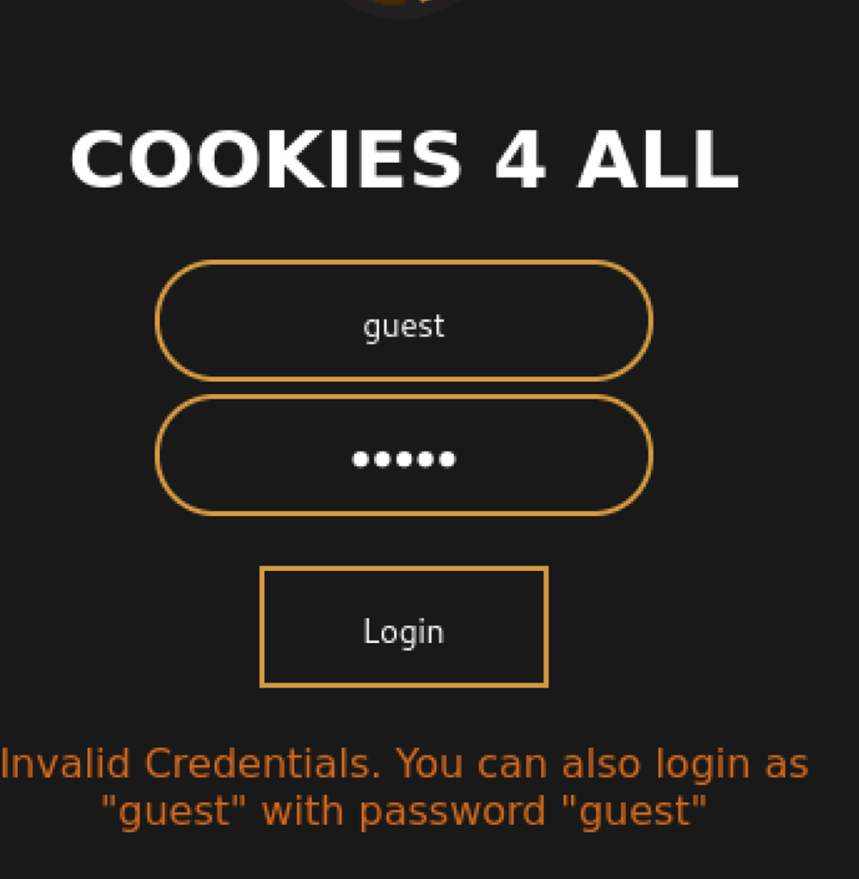 COOKIES 4 ALL
guest
•••••
Login
Invalid Credentials. You can also login as
"guest" with password "guest"